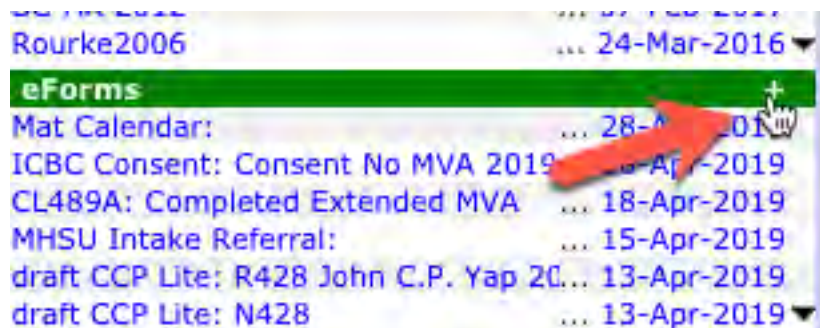 Rourke2006 ... 24-Mar-2016
eForms +
Mat Calendar: ... 28-
ICBC Consent: Consent No MVA 2019 -Apr-2019
CL489A: Completed Extended MVA ... 18-Apr-2019
MHSU Intake Referral: ... 15-Apr-2019
draft CCP Lite: R428 John C.P. Yap 20... 13-Apr-2019
draft CCP Lite: N428 ... 13-Apr-2019